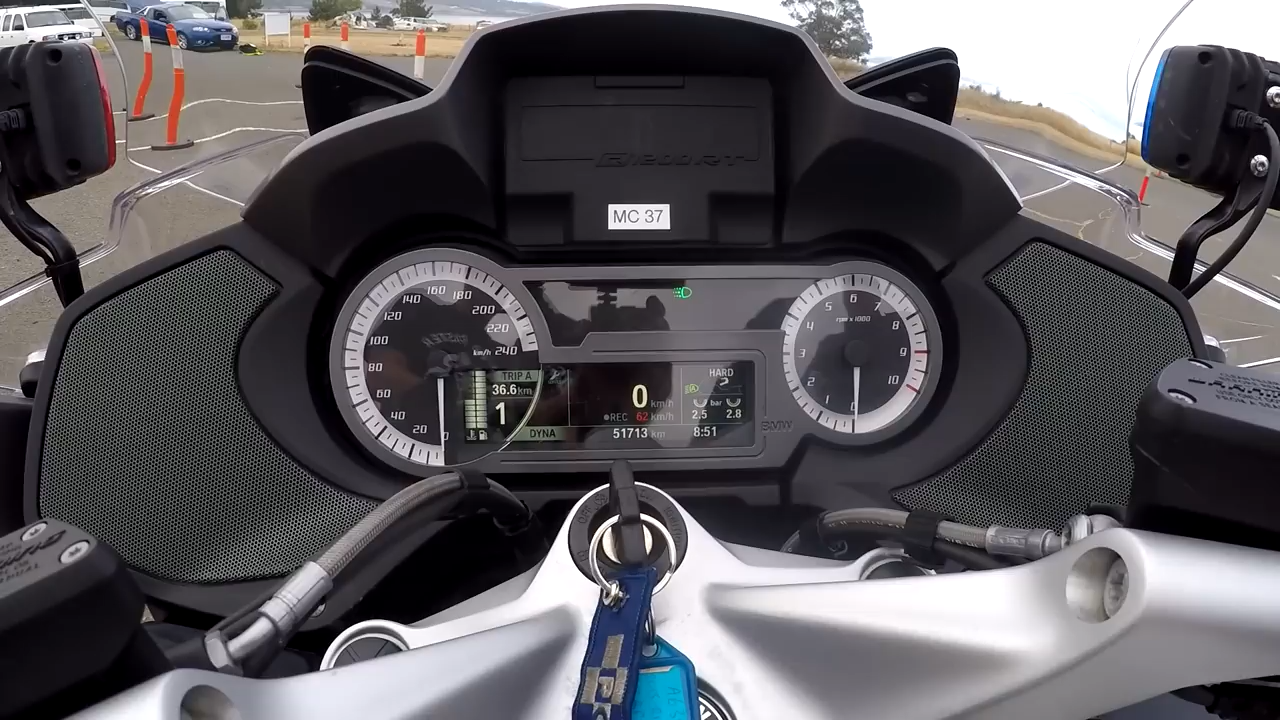 R1200RT
MC 37
20
40
60
80
100
120
140
160
180
200
220
km/h 240
TRIP A
36.6 km
1
DYNA
0 km/h
REC 62 km/h
51713 km
HARD
bar
2.5 2.8
8:51
BMW
0
1
2
3
4
5
6
7
8
9
10
rpm x1000